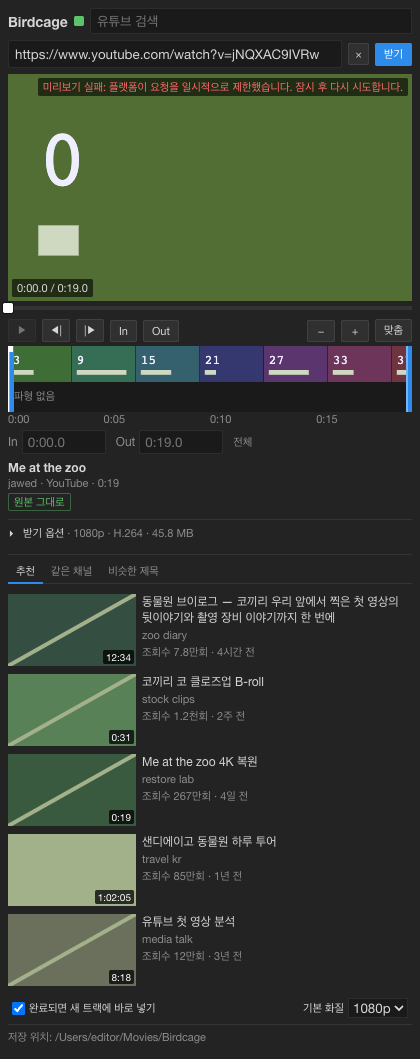 Birdcage
유튜브 검색
https://www.youtube.com/watch?v=jNQXAC9IVRw × 받기
미리보기 실패: 플랫폼이 요청을 일시적으로 제한했습니다. 잠시 후 다시 시도합니다.
0
0:00.0 / 0:19.0
In Out − + 맞춤
3 9 15 21 27 33 3
파형 없음
0:00 0:05 0:10 0:15
In 0:00.0 Out 0:19.0 전체
Me at the zoo
jawed · YouTube · 0:19
원본 그대로
받기 옵션 · 1080p · H.264 · 45.8 MB
추천 같은 채널 비슷한 제목
동물원 브이로그 — 코끼리 우리 앞에서 찍은 첫 영상의
뒷이야기와 촬영 장비 이야기까지 한 번에
zoo diary
조회수 7.8만회 · 4시간 전
12:34
코끼리 코 클로즈업 B-roll
stock clips
조회수 1.2천회 · 2주 전
0:31
Me at the zoo 4K 복원
restore lab
조회수 267만회 · 4일 전
0:19
샌디에이고 동물원 하루 투어
travel kr
조회수 85만회 · 1년 전
1:02:05
유튜브 첫 영상 분석
media talk
조회수 12만회 · 3년 전
8:18
완료되면 새 트랙에 바로 넣기 기본 화질 1080p
저장 위치: /Users/editor/Movies/Birdcage